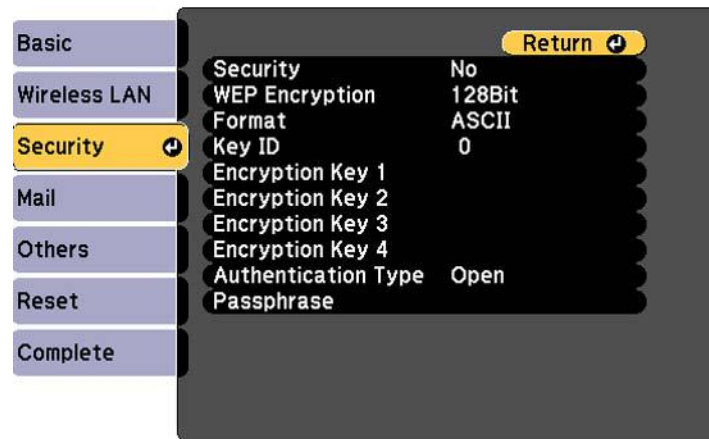 Basic
Wireless LAN
Security
Mail
Others
Reset
Complete
Return
Security No
WEP Encryption 128Bit
Format ASCII
Key ID 0
Encryption Key 1
Encryption Key 2
Encryption Key 3
Encryption Key 4
Authentication Type Open
Passphrase